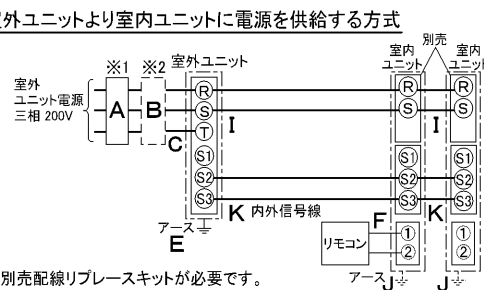 外ユニットより室内ユニットに電源を供給する方式
※1 ※2 室外ユニット
別売
室内
ユニット
室内
ユニット
室外
ユニット電源
三相 200V
A B C
R
S
T
S1
S2
S3
I
R
S
S1
S2
S3
I
R
S
S1
S2
S3
K 内外信号線
K
アース
E
F
リモコン
1
2
1
2
アース J
J
別売配線リプレースキットが必要です。